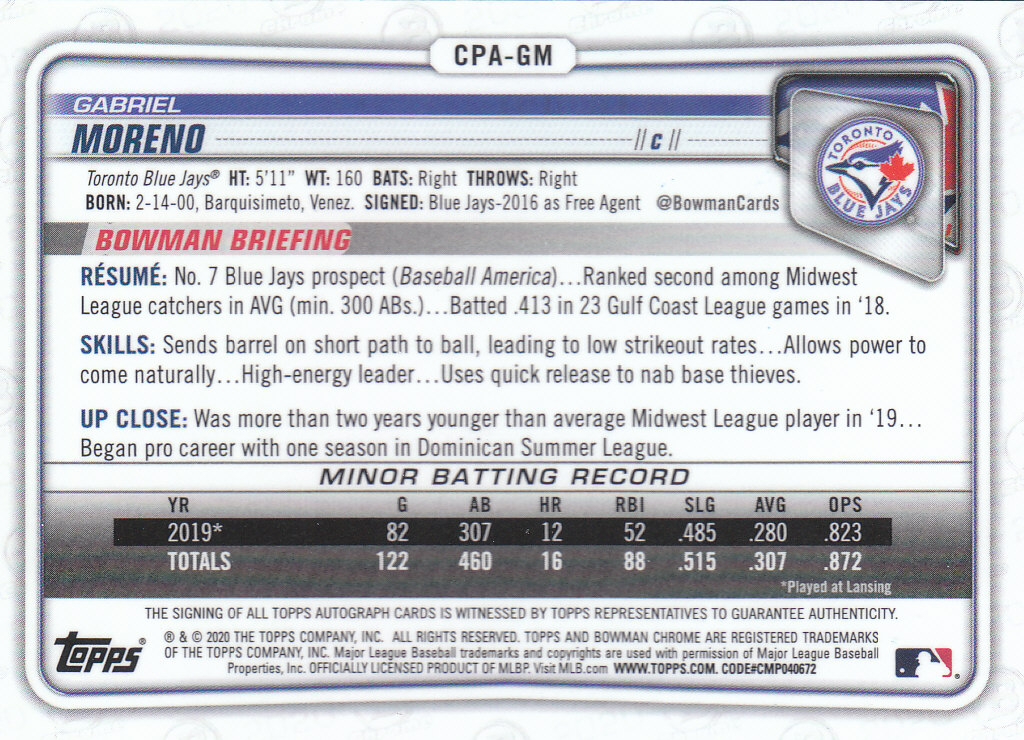 CPA-GM
GABRIEL
MORENO // C //
Toronto Blue Jays® HT: 5'11" WT: 160 BATS: Right THROWS: Right
BORN: 2-14-00, Barquisimeto, Venez. SIGNED: Blue Jays-2016 as Free Agent @BowmanCards
TORONTO
BLUE JAYS
BOWMAN BRIEFING
RÉSUMÉ: No. 7 Blue Jays prospect (Baseball America)...Ranked second among Midwest
League catchers in AVG (min. 300 ABs.)...Batted .413 in 23 Gulf Coast League games in '18.
SKILLS: Sends barrel on short path to ball, leading to low strikeout rates...Allows power to
come naturally...High-energy leader...Uses quick release to nab base thieves.
UP CLOSE: Was more than two years younger than average Midwest League player in '19...
Began pro career with one season in Dominican Summer League.
MINOR BATTING RECORD
YR G AB HR RBI SLG AVG OPS
2019* 82 307 12 52 .485 .280 .823
TOTALS 122 460 16 88 .515 .307 .872
*Played at Lansing
THE SIGNING OF ALL TOPPS AUTOGRAPH CARDS IS WITNESSED BY TOPPS REPRESENTATIVES TO GUARANTEE AUTHENTICITY.
Topps®
® & © 2020 THE TOPPS COMPANY, INC. ALL RIGHTS RESERVED. TOPPS AND BOWMAN CHROME ARE REGISTERED TRADEMARKS
OF THE TOPPS COMPANY, INC. Major League Baseball trademarks and copyrights are used with permission of Major League Baseball
Properties, Inc. OFFICIALLY LICENSED PRODUCT OF MLBP. Visit MLB.com WWW.TOPPS.COM. CODE#CMP040672